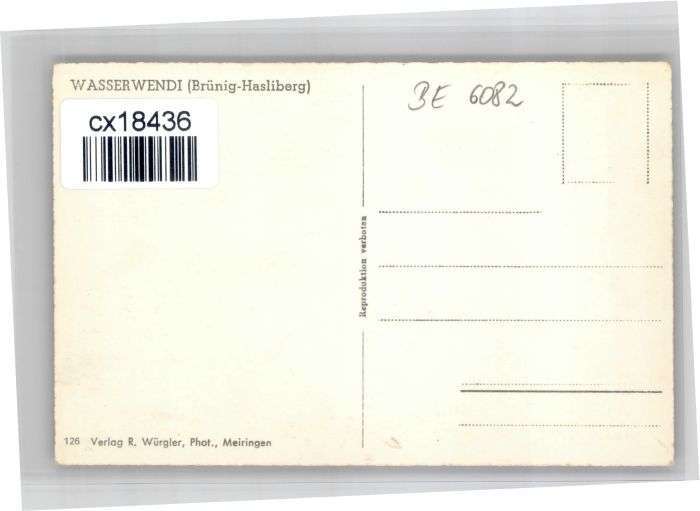 WASSERWENDI (Brünig-Hasliberg)
BE 6082
cx18436
Reproduktion verboten
126 Verlag R. Würgler, Phot., Meiringen